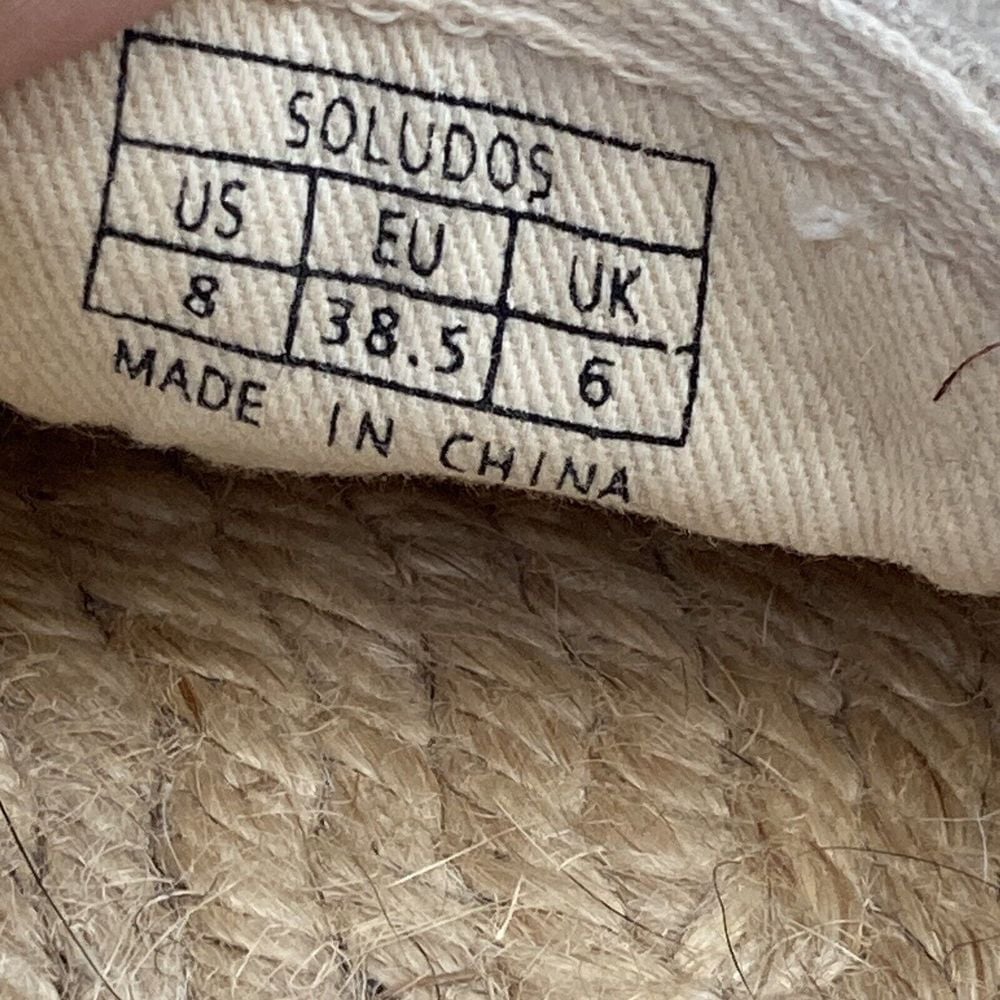 SOLUDOS
US EU UK
8 38.5 6
MADE IN CHINA